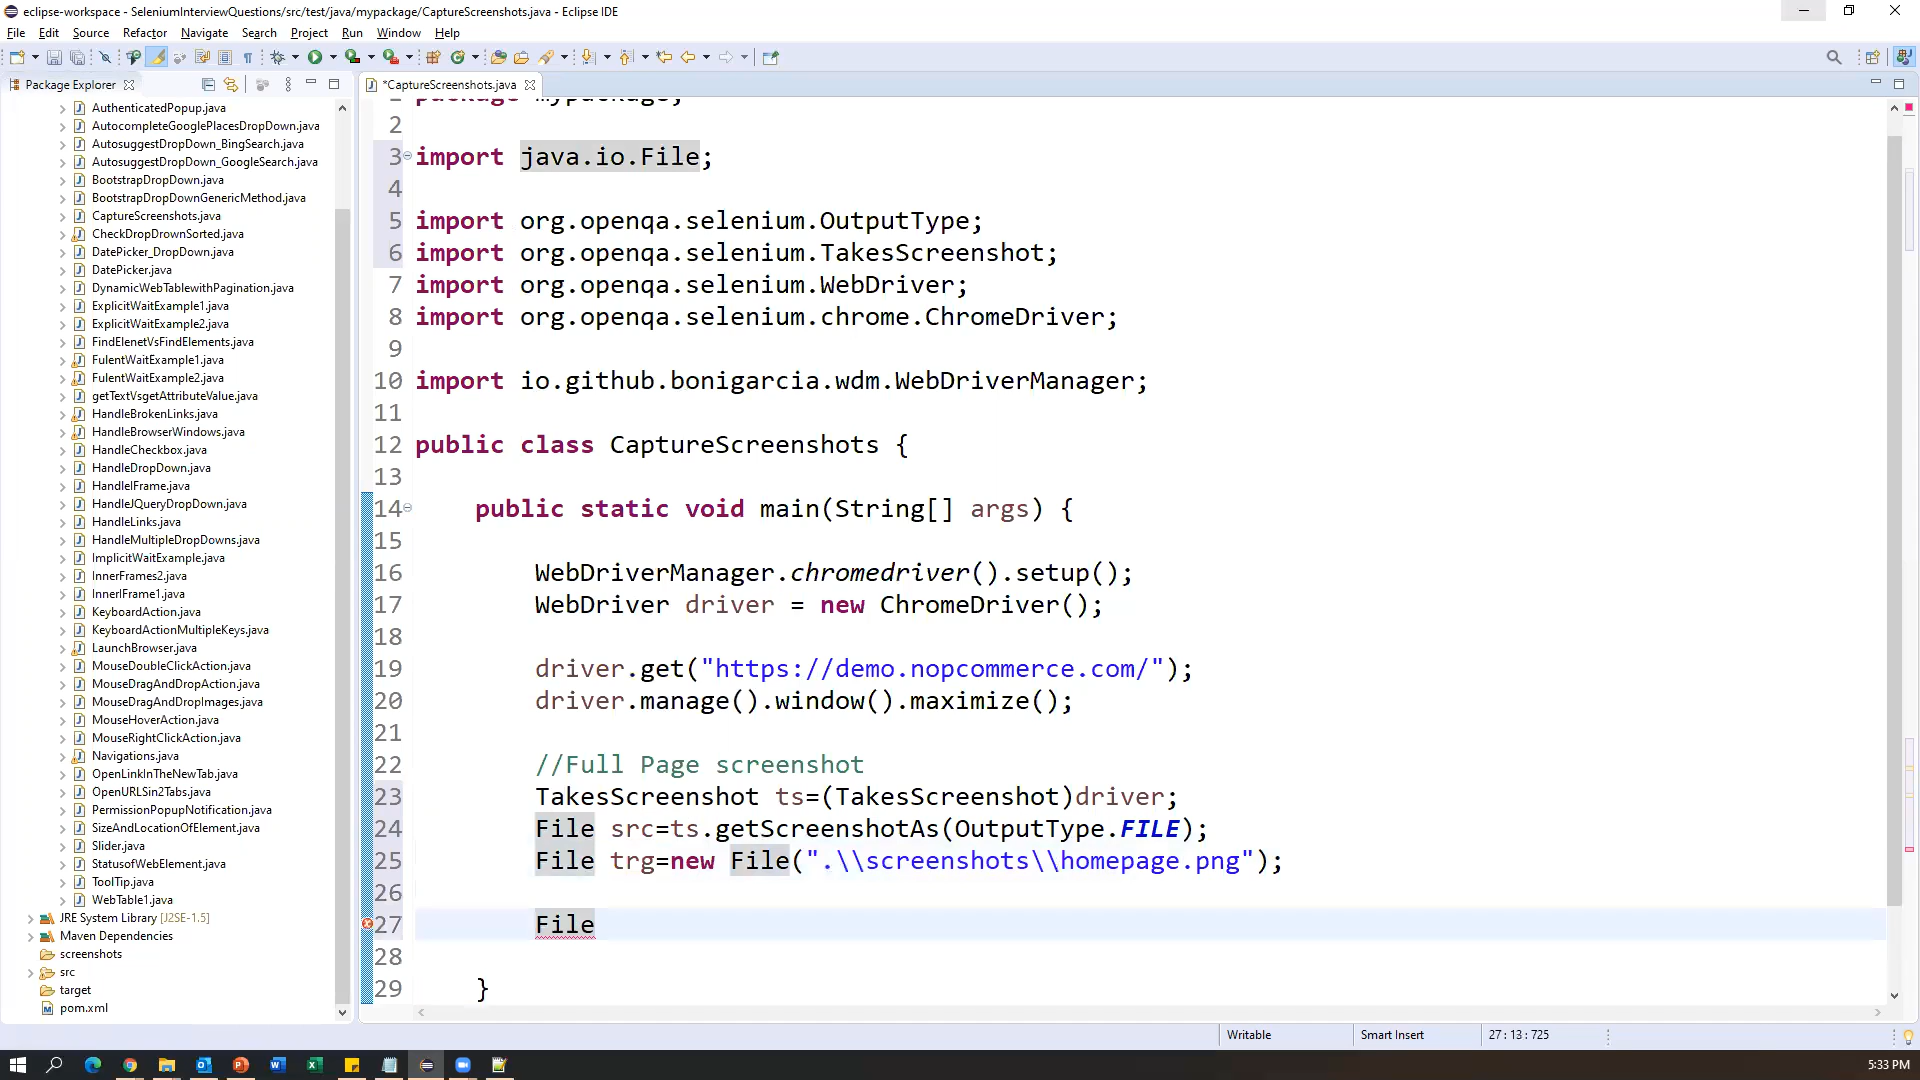 eclipse-workspace - SeleniumInterviewQuestions/src/test/java/mypackage/CaptureScreenshots.java - Eclipse IDE
File Edit Source Refactor Navigate Search Project Run Window Help
Package Explorer
*CaptureScreenshots.java
AuthenticatedPopup.java
AutocompleteGooglePlacesDropDown.java
AutosuggestDropDown_BingSearch.java
AutosuggestDropDown_GoogleSearch.java
BootstrapDropDown.java
BootstrapDropDownGenericMethod.java
CaptureScreenshots.java
CheckDropDrownSorted.java
DatePicker_DropDown.java
DatePicker.java
DynamicWebTablewithPagination.java
ExplicitWaitExample1.java
ExplicitWaitExample2.java
FindElenetVsFindElements.java
FulentWaitExample1.java
FulentWaitExample2.java
getTextVsgetAttributeValue.java
HandleBrokenLinks.java
HandleBrowserWindows.java
HandleCheckbox.java
HandleDropDown.java
HandleIFrame.java
HandleJQueryDropDown.java
HandleLinks.java
HandleMultipleDropDowns.java
ImplicitWaitExample.java
InnerFrames2.java
InnerIFrame1.java
KeyboardAction.java
KeyboardActionMultipleKeys.java
LaunchBrowser.java
MouseDoubleClickAction.java
MouseDragAndDropAction.java
MouseDragAndDropImages.java
MouseHoverAction.java
MouseRightClickAction.java
Navigations.java
OpenLinkInTheNewTab.java
OpenURLSin2Tabs.java
PermissionPopupNotification.java
SizeAndLocationOfElement.java
Slider.java
StatusofWebElement.java
ToolTip.java
WebTable1.java
JRE System Library [J2SE-1.5]
Maven Dependencies
screenshots
src
target
pom.xml
1 package mypackage;
2
3 import java.io.File;
4
5 import org.openqa.selenium.OutputType;
6 import org.openqa.selenium.TakesScreenshot;
7 import org.openqa.selenium.WebDriver;
8 import org.openqa.selenium.chrome.ChromeDriver;
9
10 import io.github.bonigarcia.wdm.WebDriverManager;
11
12 public class CaptureScreenshots {
13
14 public static void main(String[] args) {
15
16 WebDriverManager.chromedriver().setup();
17 WebDriver driver = new ChromeDriver();
18
19 driver.get("https://demo.nopcommerce.com/");
20 driver.manage().window().maximize();
21
22 //Full Page screenshot
23 TakesScreenshot ts=(TakesScreenshot)driver;
24 File src=ts.getScreenshotAs(OutputType.FILE);
25 File trg=new File(".\\screenshots\\homepage.png");
26
27 File
28
29 }
Writable Smart Insert 27 : 13 : 725
5:33 PM